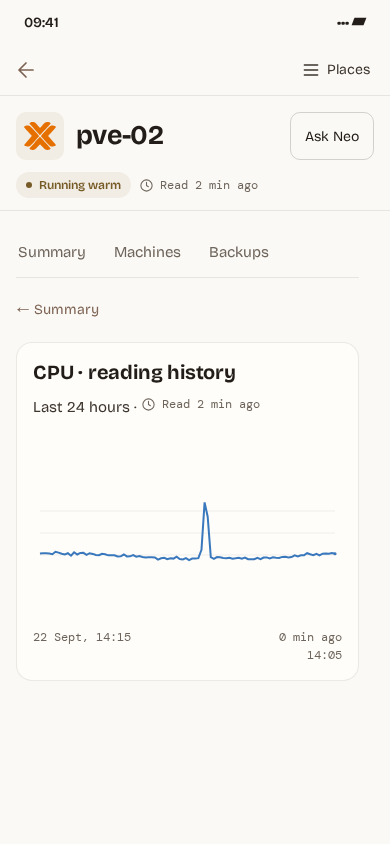 09:41
Places
pve-02
Ask Neo
Running warm
Read 2 min ago
Summary Machines Backups
← Summary
CPU · reading history
Last 24 hours · Read 2 min ago
22 Sept, 14:15
0 min ago
14:05